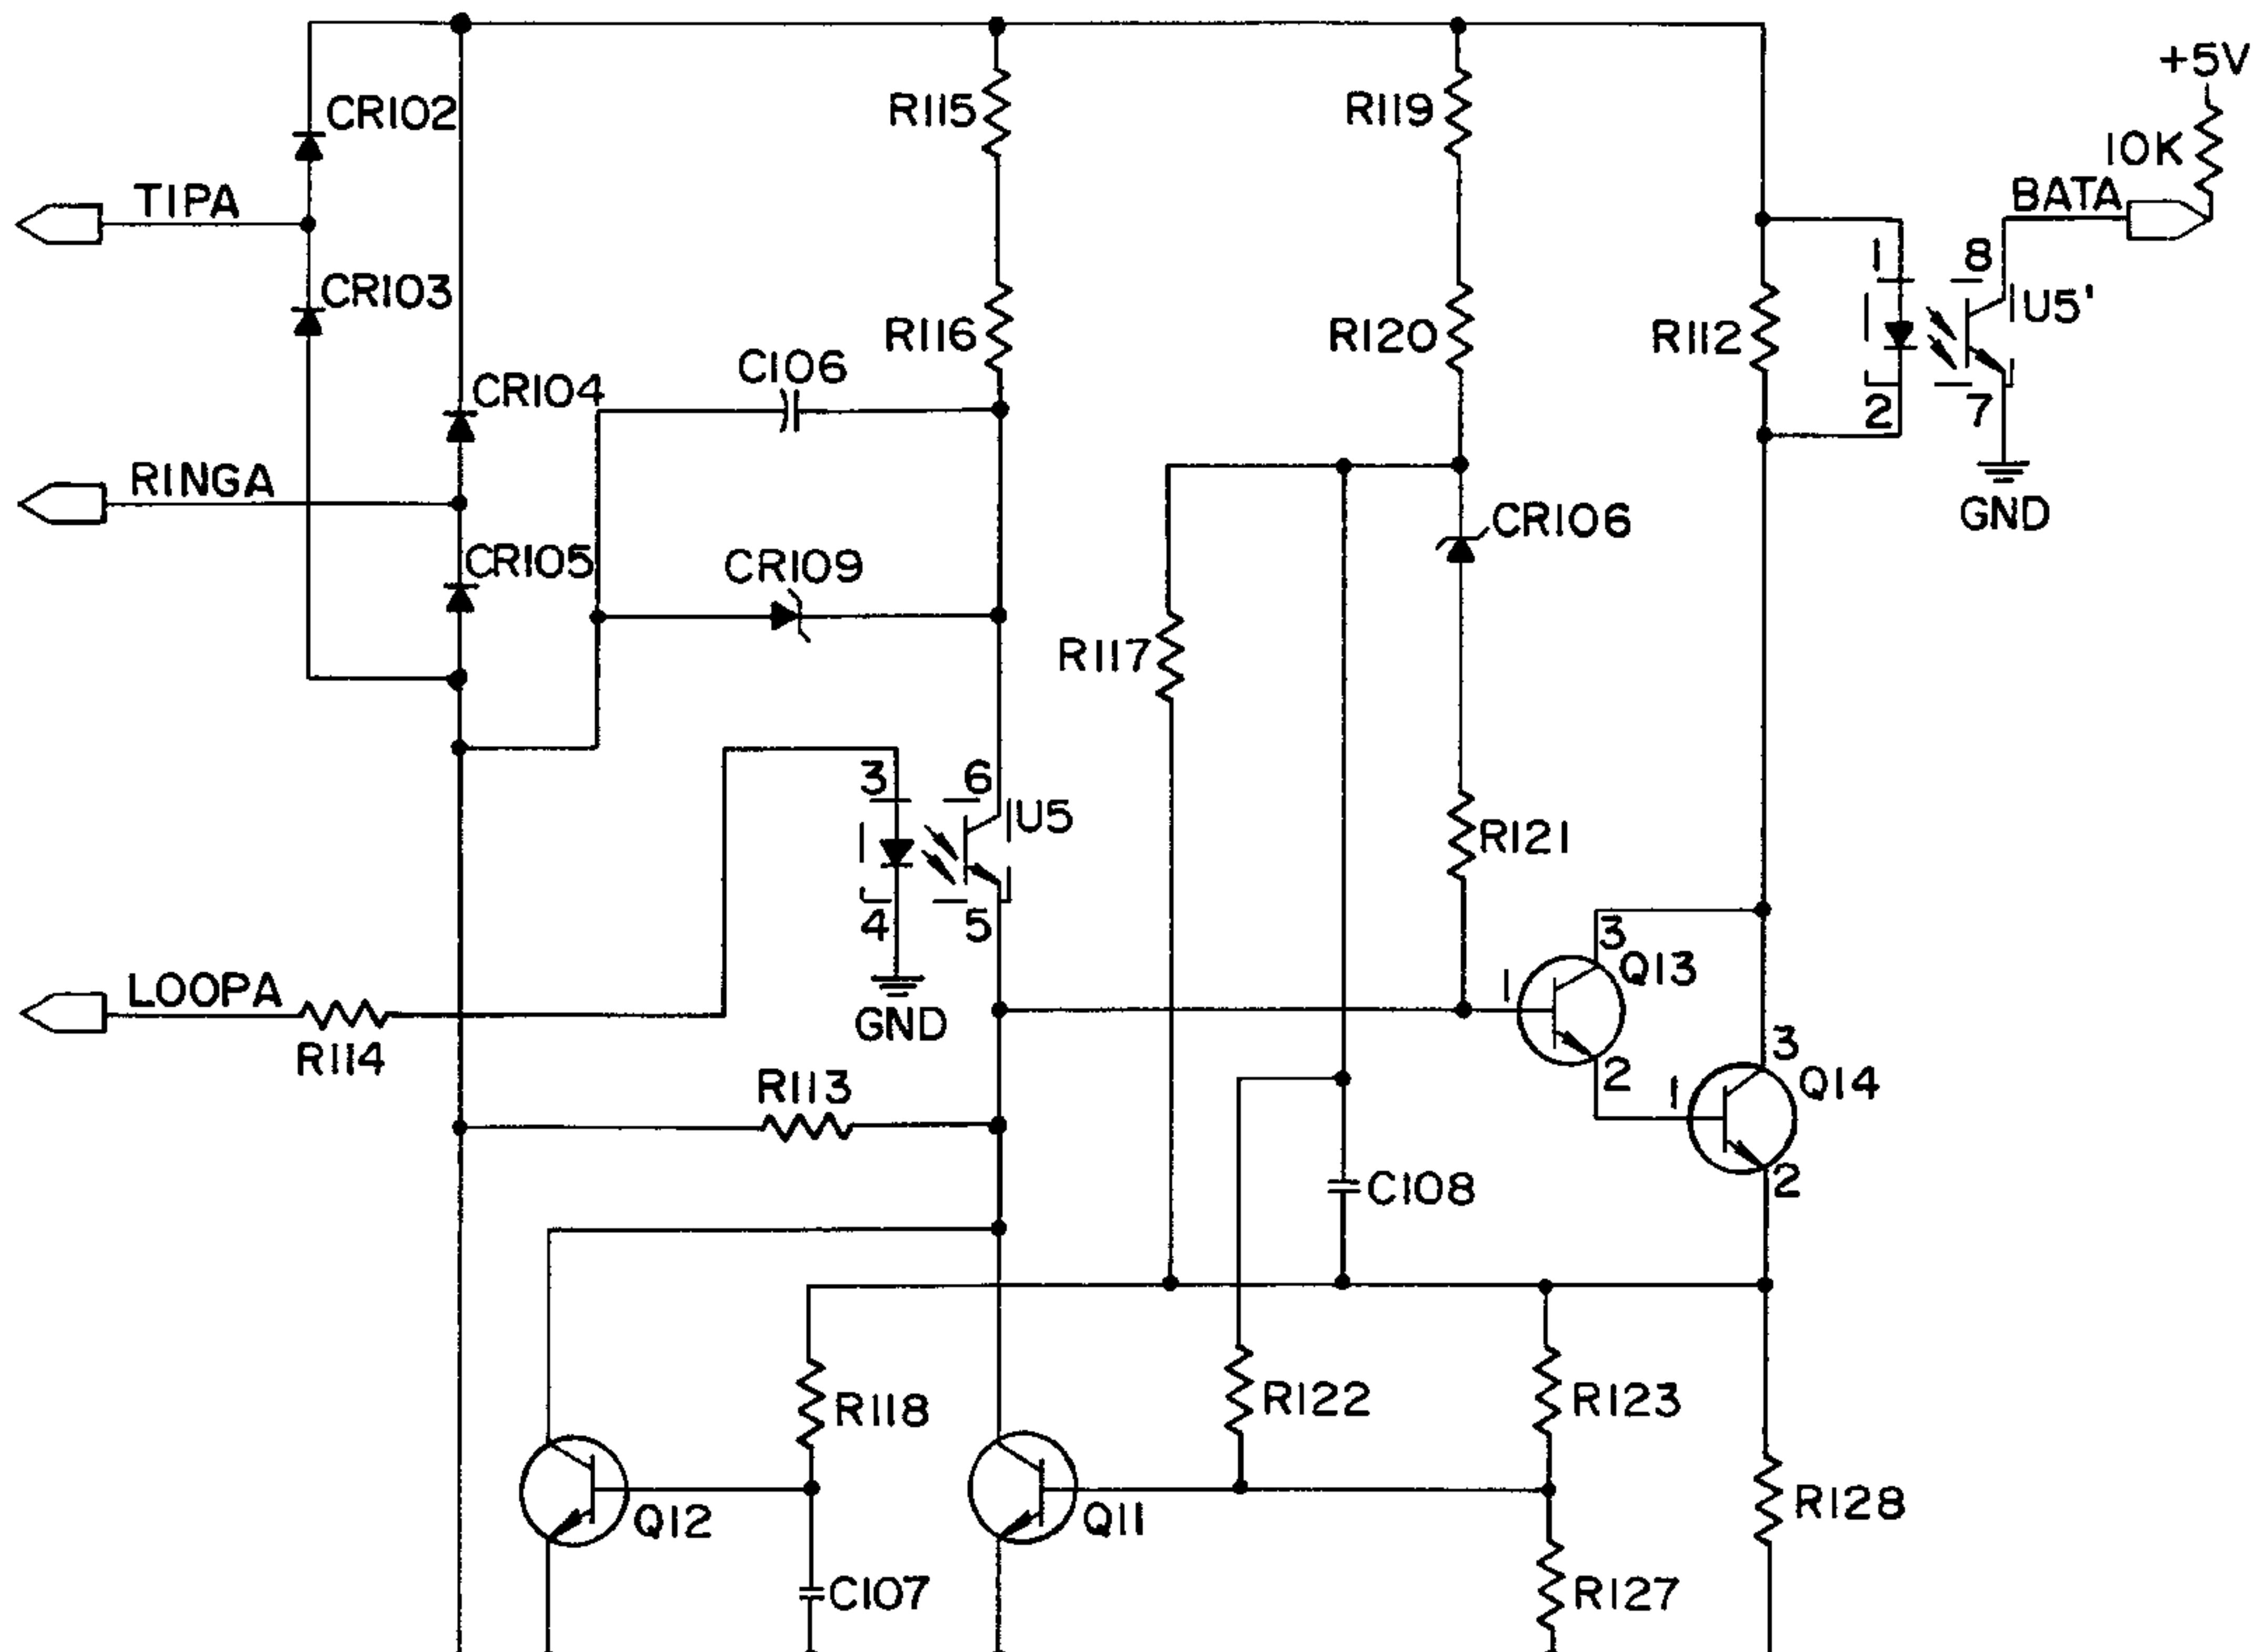 +5V
CR102
R115
R119
10K
TIPA
BATA
1
8
CR103
U5'
R116
R120
R112
C106
CR104
2
7
RINGA
GND
CR106
CR105
CR109
R117
3
6
U5
R121
4
5
3
Q13
LOOPA
1
GND
R114
2
3
R113
1
Q14
2
C108
R118
R122
R123
Q12
Q11
R128
C107
R127